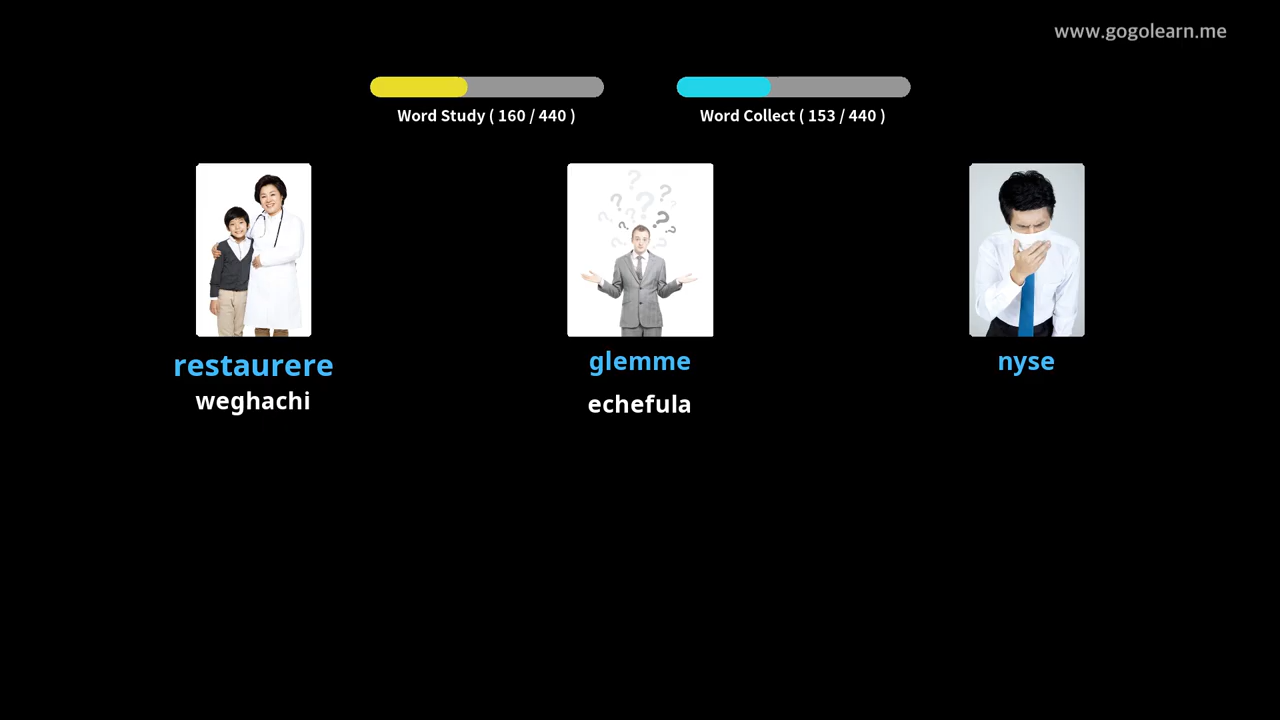 www.gogolearn.me
Word Study ( 160 / 440 )
Word Collect ( 153 / 440 )
restaurere
weghachi
glemme
echefula
nyse